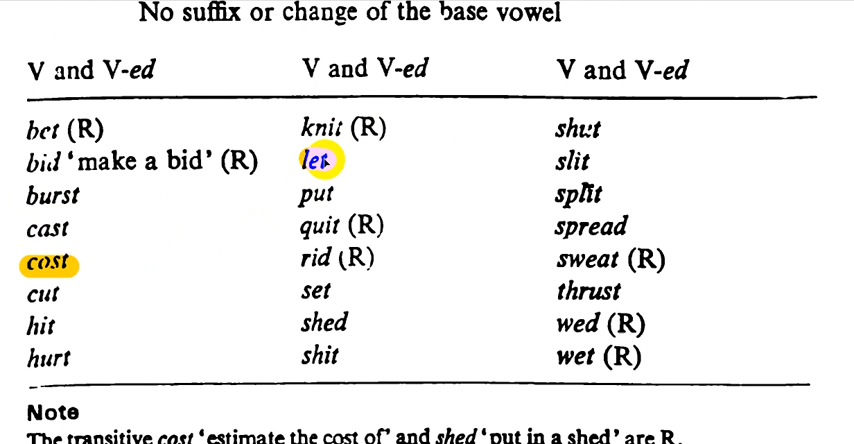 No suffix or change of the base vowel
V and V-ed V and V-ed V and V-ed
bet (R) knit (R) shut
bid 'make a bid' (R) let slit
burst put split
cast quit (R) spread
cost rid (R) sweat (R)
cut set thrust
hit shed wed (R)
hurt shit wet (R)
Note
The transitive cost 'estimate the cost of' and shed 'put in a shed' are R.